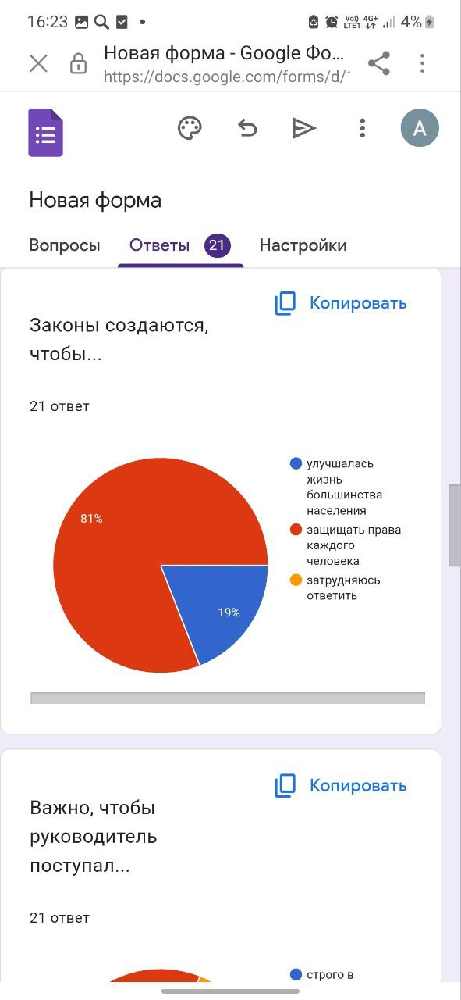 16:23
Vo)) 4G+
LTE1
4%
Новая форма - Google Фо...
https://docs.google.com/forms/d/
A
Новая форма
Вопросы Ответы 21 Настройки
Копировать
Законы создаются,
чтобы...
21 ответ
улучшалась
жизнь
большинства
населения
защищать права
каждого
человека
затрудняюсь
ответить
81%
19%
Копировать
Важно, чтобы
руководитель
поступал...
21 ответ
строго в